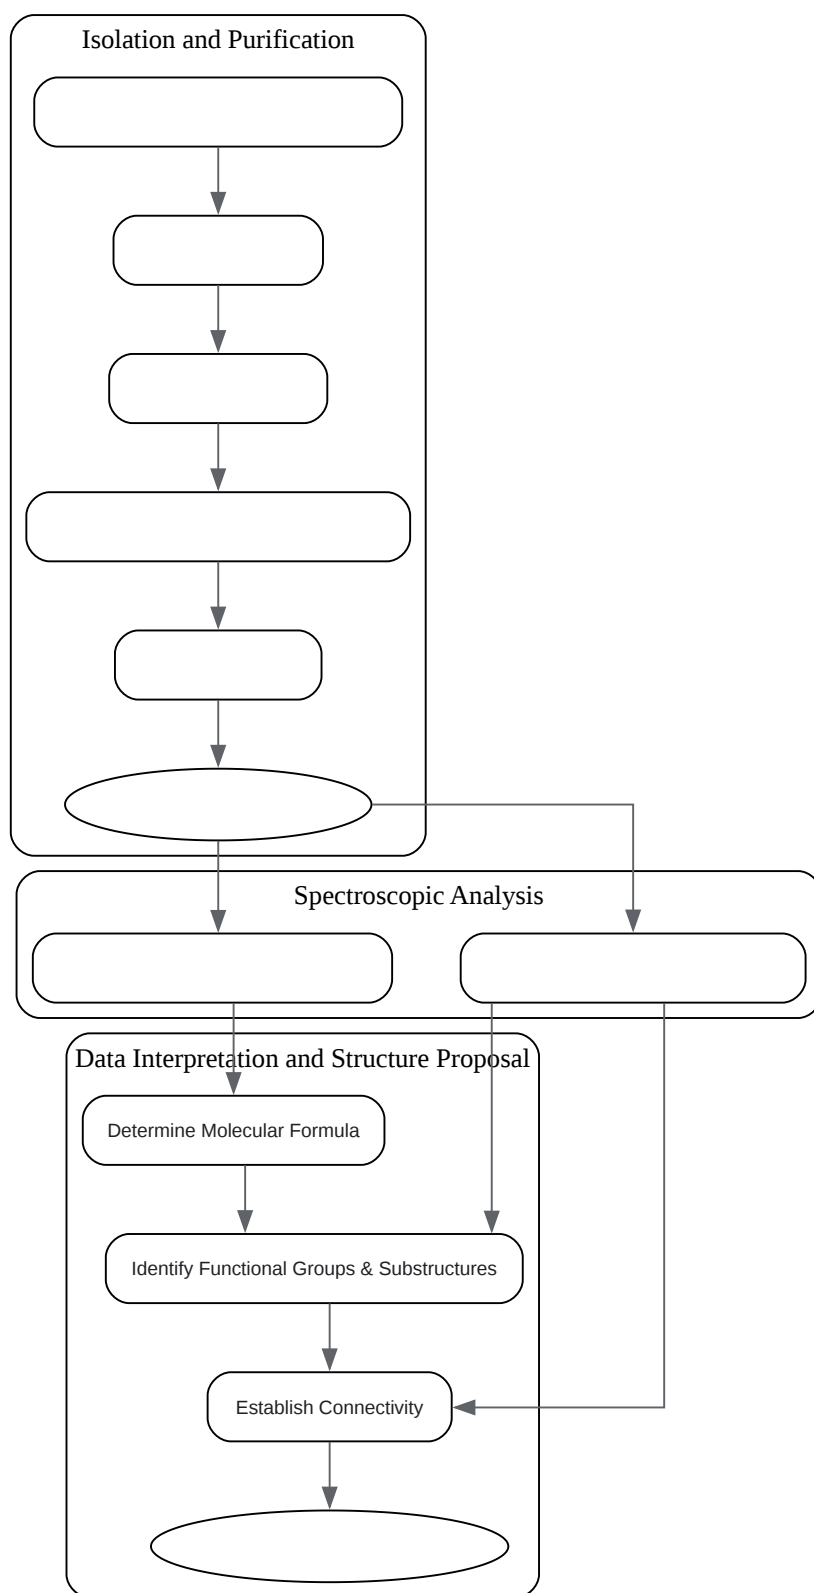 Isolation and Purification
Spectroscopic Analysis
Data Interpretation and Structure Proposal
Determine Molecular Formula
Identify Functional Groups & Substructures
Establish Connectivity